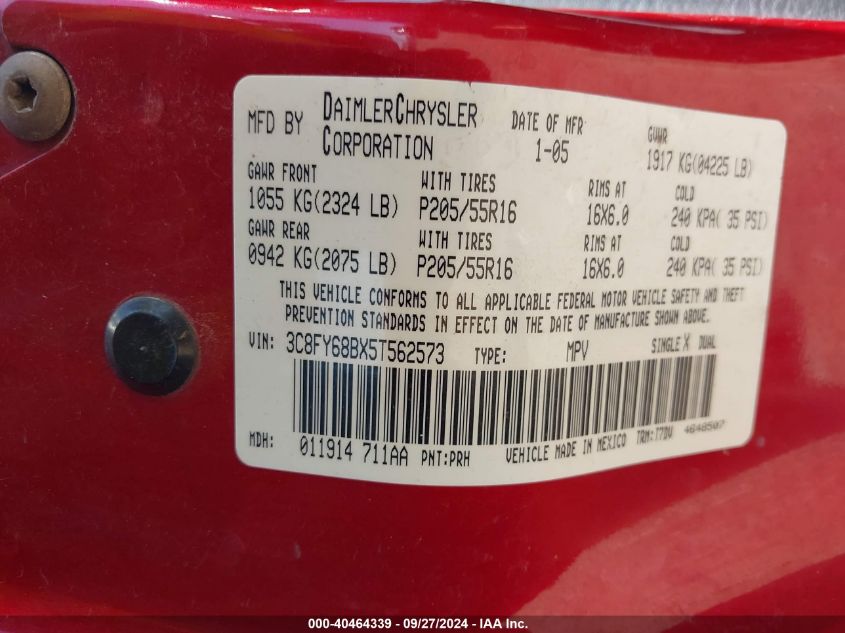 MFD BY DAIMLERCHRYSLER CORPORATION DATE OF MFR 1-05 GVWR 1917 KG(04225 LB)
GAWR FRONT WITH TIRES RIMS AT COLD
1055 KG(2324 LB) P205/55R16 16X6.0 240 KPA( 35 PSI)
GAWR REAR WITH TIRES RIMS AT COLD
0942 KG(2075 LB) P205/55R16 16X6.0 240 KPA( 35 PSI)
THIS VEHICLE CONFORMS TO ALL APPLICABLE FEDERAL MOTOR VEHICLE SAFETY AND THEFT
PREVENTION STANDARDS IN EFFECT ON THE DATE OF MANUFACTURE SHOWN ABOVE.
VIN: 3C8FY68BX5T562573 TYPE: MPV SINGLE X DUAL
MDH: 011914 711AA PNT:PRH VEHICLE MADE IN MEXICO TRM:T7DV 4648507
000-40464339 - 09/27/2024 - IAA Inc.